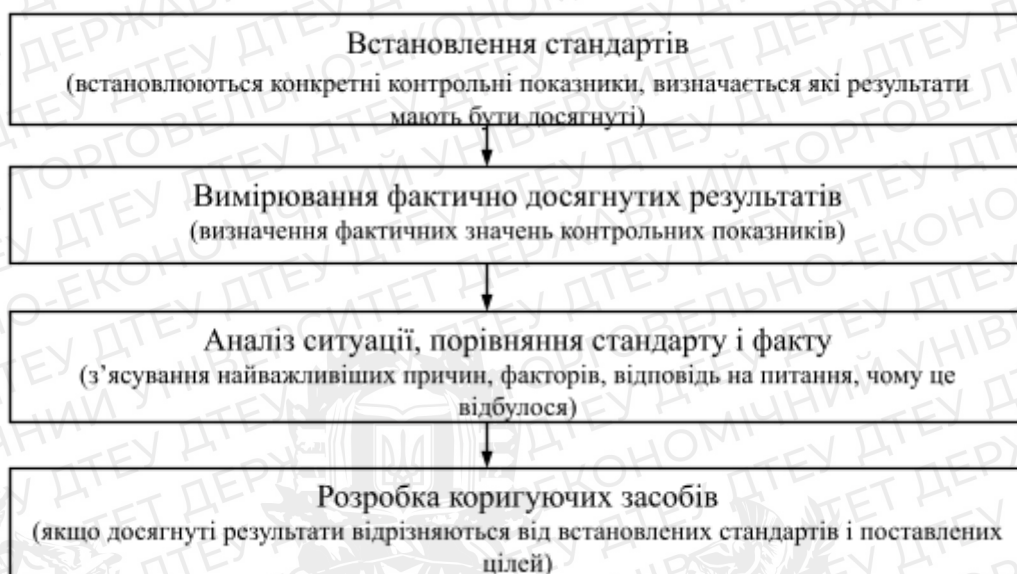 Встановлення стандартів
(встановлюються конкретні контрольні показники, визначається які результати
мають бути досягнуті)
Вимірювання фактично досягнутих результатів
(визначення фактичних значень контрольних показників)
Аналіз ситуації, порівняння стандарту і факту
(з’ясування найважливіших причин, факторів, відповідь на питання, чому це
відбулося)
Розробка коригуючих засобів
(якщо досягнуті результати відрізняються від встановлених стандартів і поставлених
цілей)